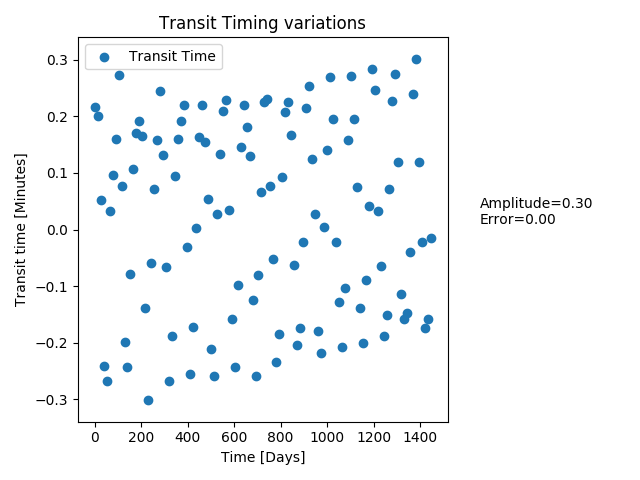 Transit Timing variations
Transit Time
0.3
0.2
0.1
0.0
−0.1
−0.2
−0.3
Transit time [Minutes]
0 200 400 600 800 1000 1200 1400
Time [Days]
Amplitude=0.30
Error=0.00